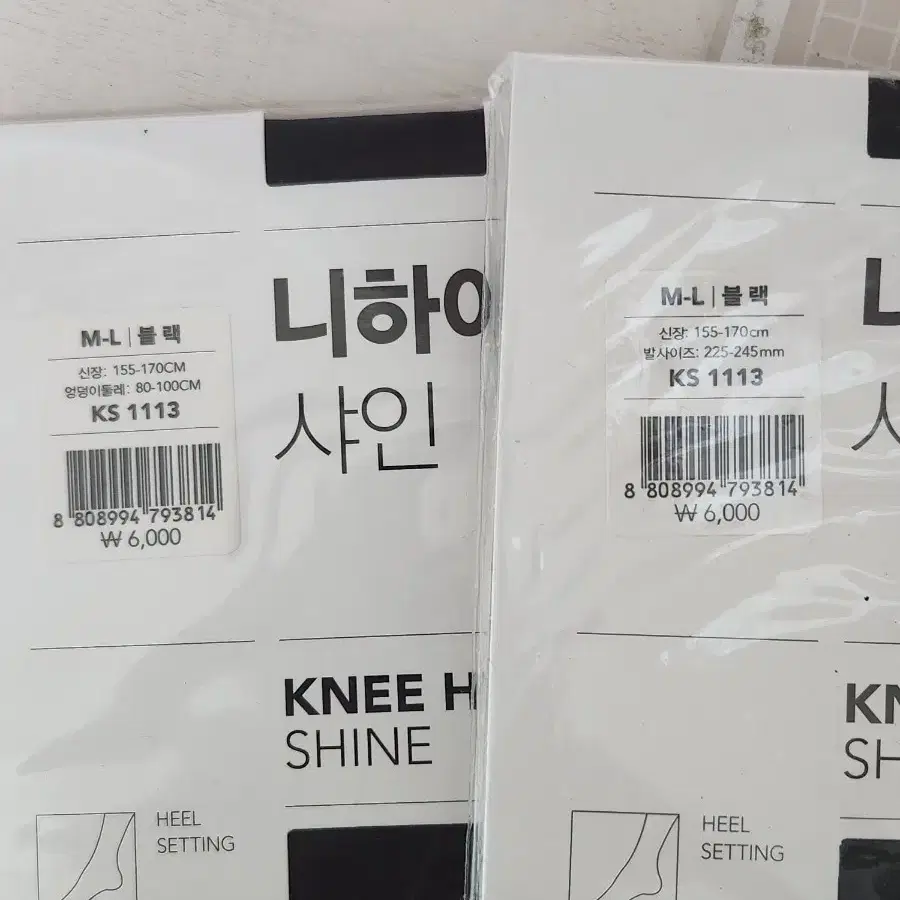 M-L | 블 랙
신장: 155-170CM
엉덩이둘레: 80-100CM
KS 1113
8 808994 793814
₩ 6,000
니하이
샤인
KNEE H
SHINE
HEEL
SETTING
M-L | 블 랙
신장: 155-170cm
발사이즈: 225-245mm
KS 1113
8 808994 793814
₩ 6,000
니
KN
SH
HEEL
SETTING